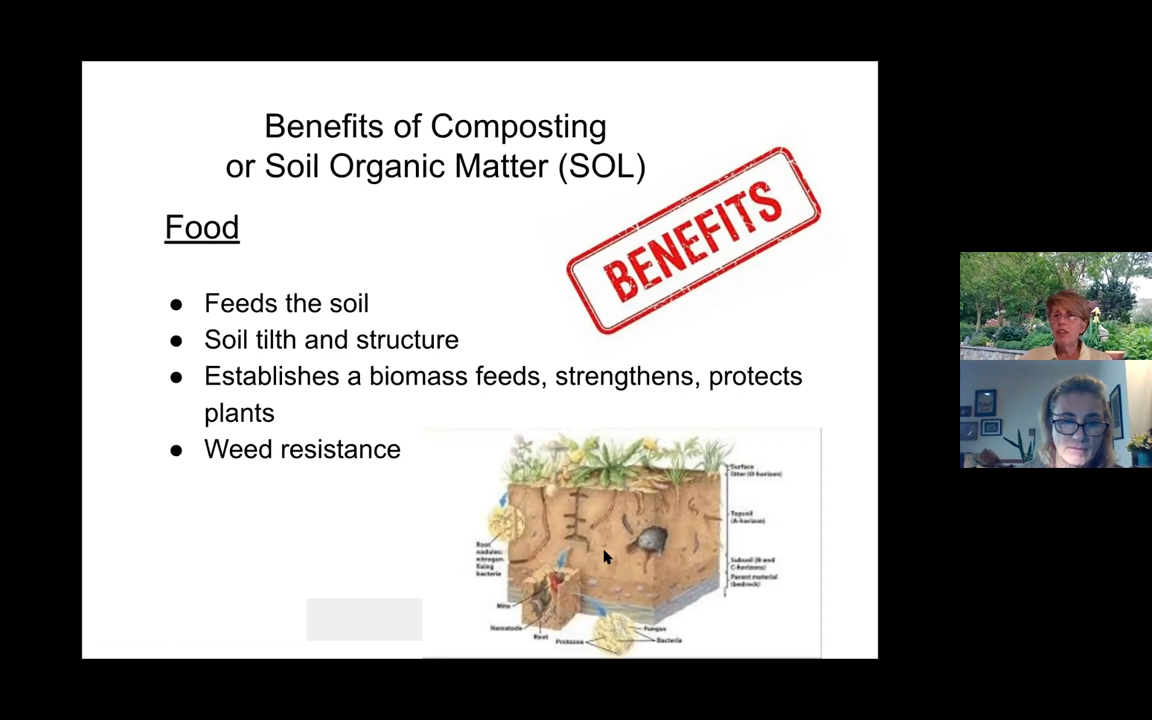 Benefits of Composting
or Soil Organic Matter (SOL)
BENEFITS
Food
● Feeds the soil
● Soil tilth and structure
● Establishes a biomass feeds, strengthens, protects
plants
● Weed resistance
Surface
litter (O-horizon)
Topsoil
(A-horizon)
Root
nodules:
nitrogen-
fixing
bacteria
Subsoil (B and
C-horizons)
Parent material
(bedrock)
Mite
Nematode
Root
Protozoa
Fungus
Bacteria